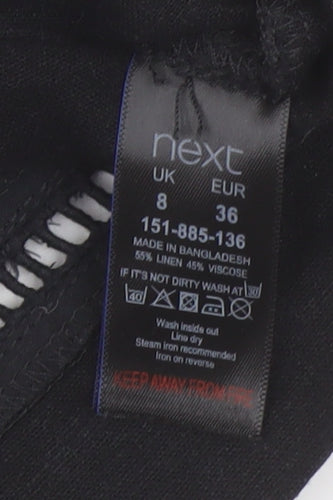 next
UK EUR
8 36
151-885-136
MADE IN BANGLADESH
55% LINEN 45% VISCOSE
IF IT'S NOT DIRTY WASH AT 30
40
Wash inside out
Line dry
Steam iron recommended
Iron on reverse
KEEP AWAY FROM FIRE